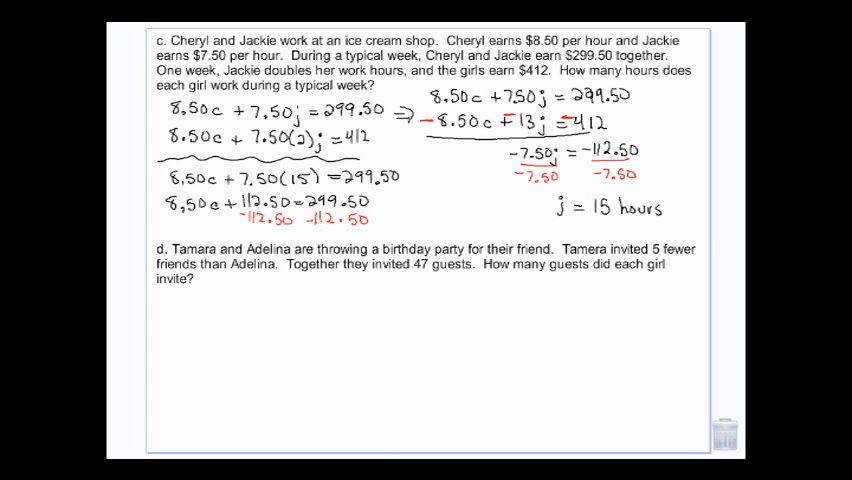 c. Cheryl and Jackie work at an ice cream shop. Cheryl earns $8.50 per hour and Jackie
earns $7.50 per hour. During a typical week, Cheryl and Jackie earn $299.50 together.
One week, Jackie doubles her work hours, and the girls earn $412. How many hours does
each girl work during a typical week?
8.50c + 7.50j = 299.50 ⇒
8.50c + 7.50(2)j = 412
8.50c + 7.50(15) = 299.50
8.50c + 112.50 = 299.50
-112.50 -112.50
8.50c + 7.50j = 299.50
- 8.50c + 13j = 412
-7.50j = -112.50
-7.50 -7.50
j = 15 hours
d. Tamara and Adelina are throwing a birthday party for their friend. Tamera invited 5 fewer
friends than Adelina. Together they invited 47 guests. How many guests did each girl
invite?